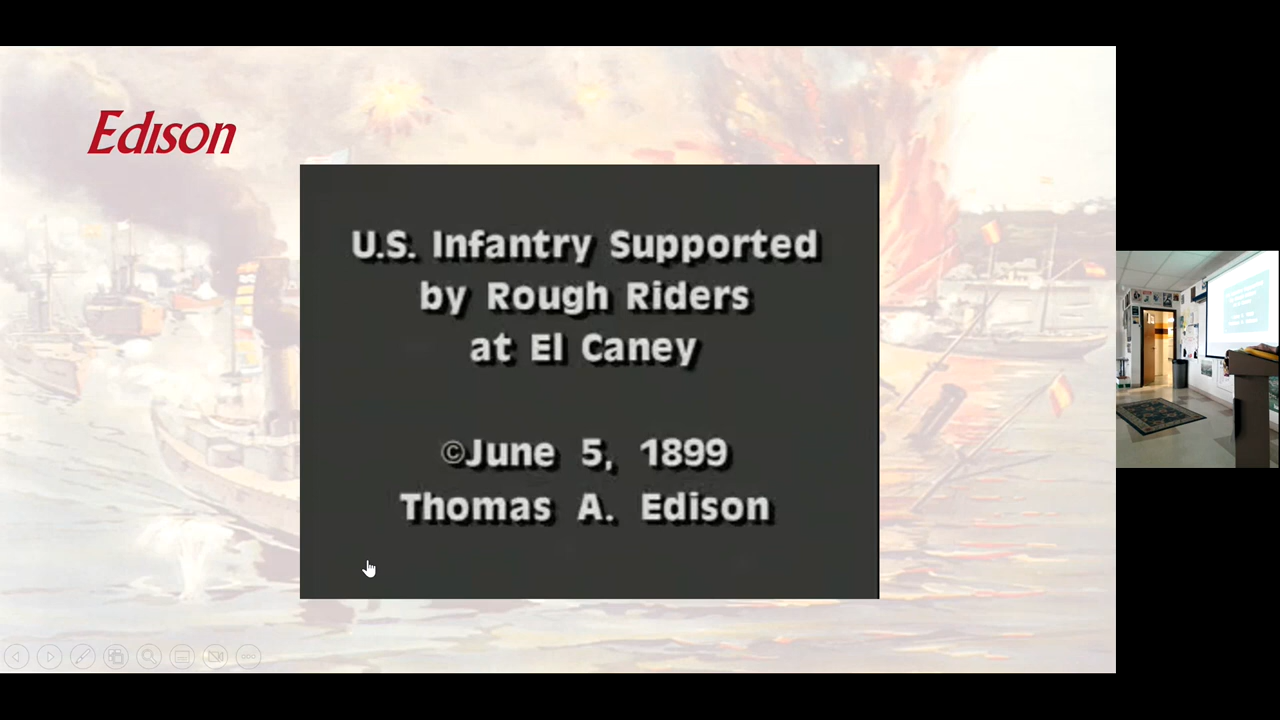 Edison
U.S. Infantry Supported
by Rough Riders
at El Caney
©June 5, 1899
Thomas A. Edison